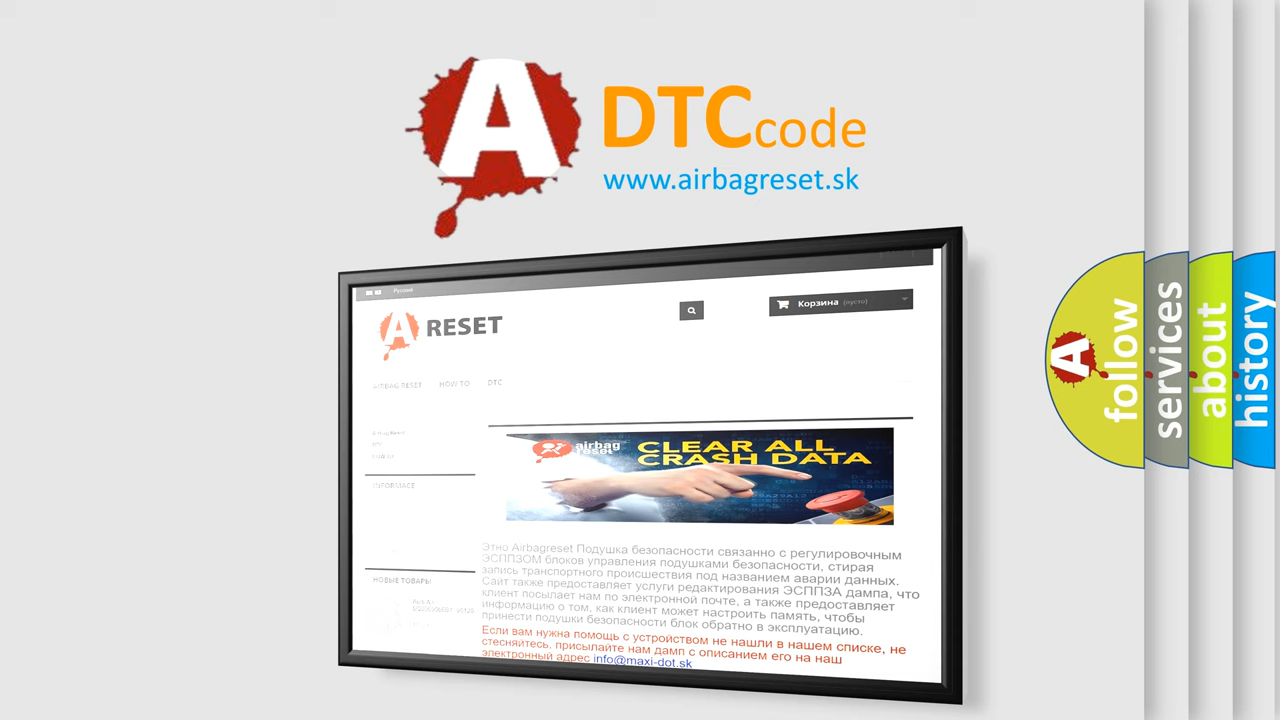 A DTCcode
www.airbagreset.sk
Русский
A RESET
Корзина (пусто)
AIRBAG RESET HOW TO DTC
INFORMACE
airbag
reset
CLEAR ALL
CRASH DATA
Этно Airbagreset Подушка безопасности связанно с регулировочным
ЭСППЗОМ блоков управления подушками безопасности, стирая
запись транспортного происшествия под названием аварии данных.
Сайт также предоставляет услуги редактирования ЭСППЗА дампа, что
клиент посылает нам по электронной почте, а также предоставляет
информацию о том, как клиент может настроить память, чтобы
принести подушки безопасности блок обратно в эксплуатацию.
Если вам нужна помощь с устройством не нашли в нашем списке, не
стесняйтесь, присылайте нам дамп с описанием его на наш
электронный адрес info@maxi-dot.sk
НОВЫЕ ТОВАРЫ
A follow
services
about
history